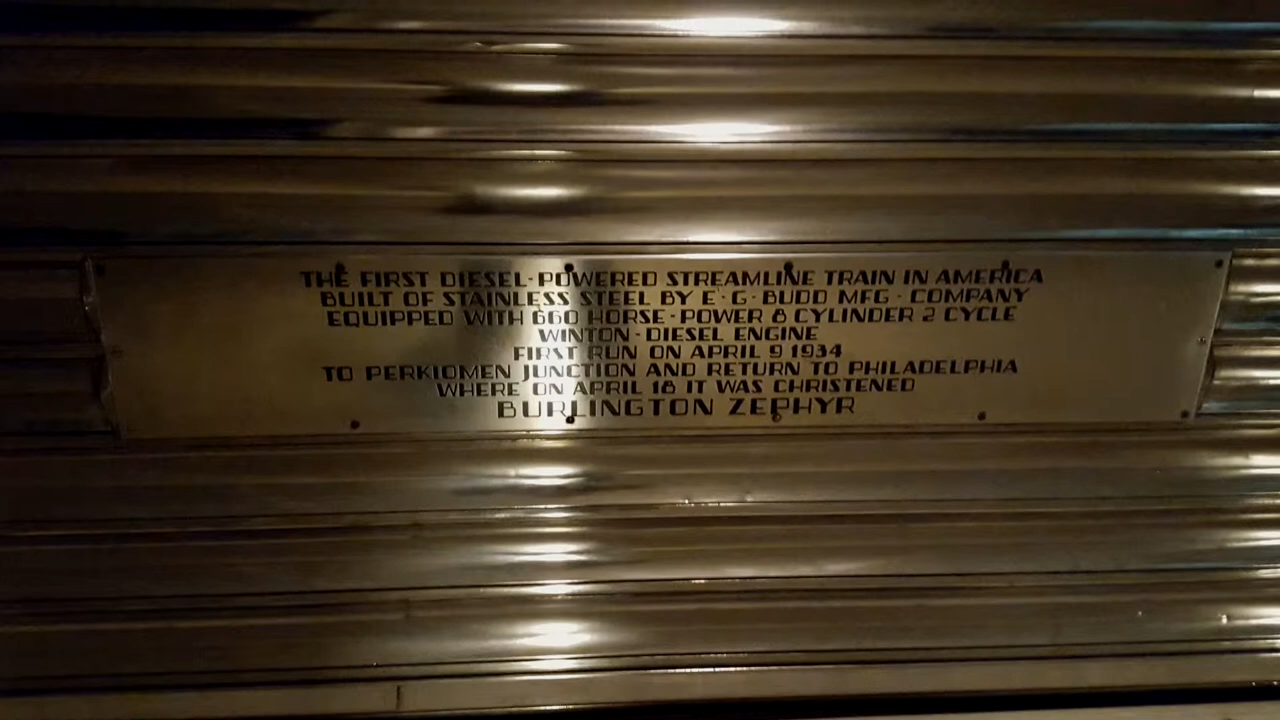 THE FIRST DIESEL-POWERED STREAMLINE TRAIN IN AMERICA
BUILT OF STAINLESS STEEL BY E·G·BUDD MFG·COMPANY
EQUIPPED WITH 660 HORSE-POWER 8 CYLINDER 2 CYCLE
WINTON-DIESEL ENGINE
FIRST RUN ON APRIL 9 1934
TO PERKIOMEN JUNCTION AND RETURN TO PHILADELPHIA
WHERE ON APRIL 18 IT WAS CHRISTENED
BURLINGTON ZEPHYR